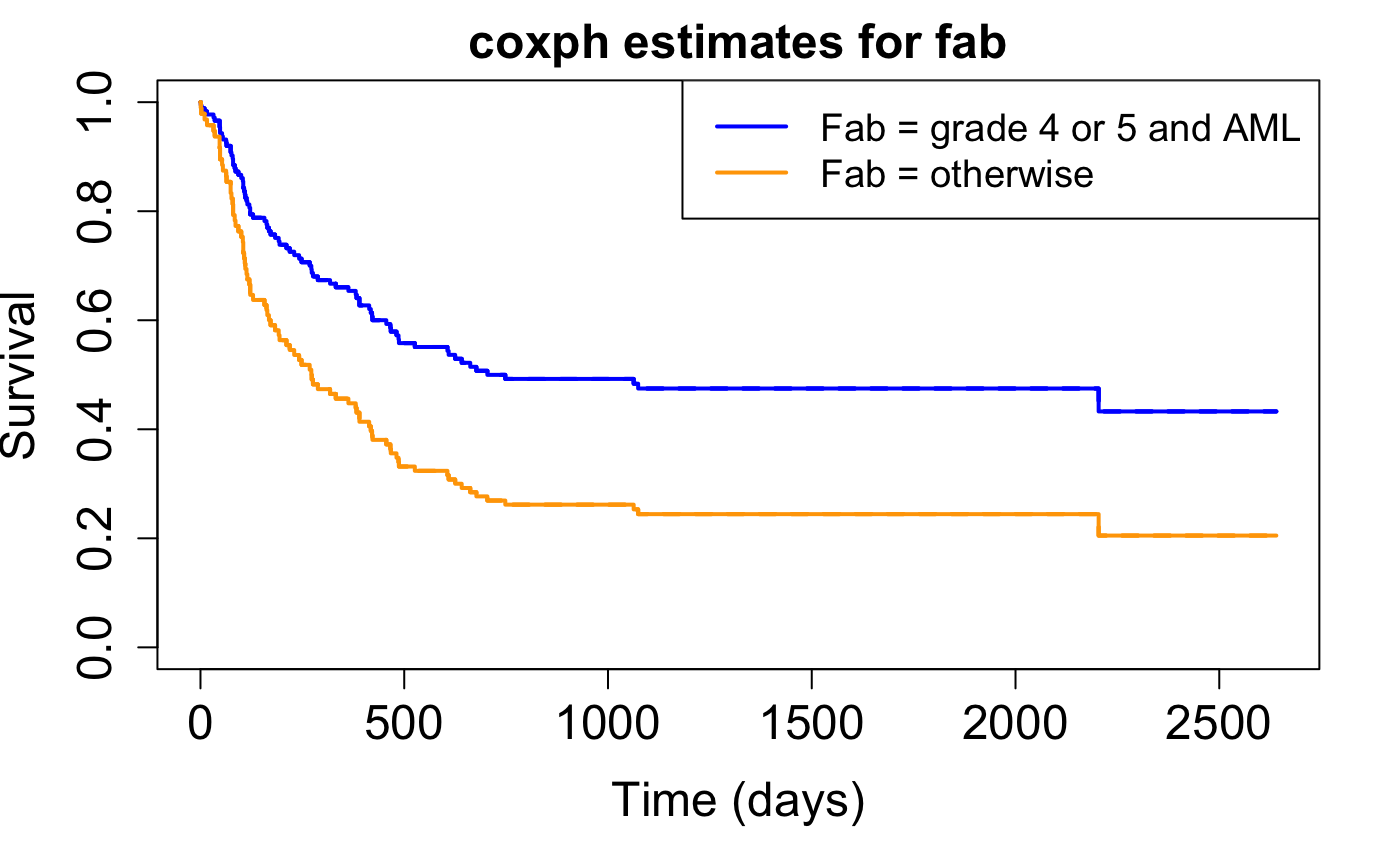 coxph estimates for fab
Fab = grade 4 or 5 and AML
Fab = otherwise
Survival
1.0
0.8
0.6
0.4
0.2
0.0
0 500 1000 1500 2000 2500
Time (days)